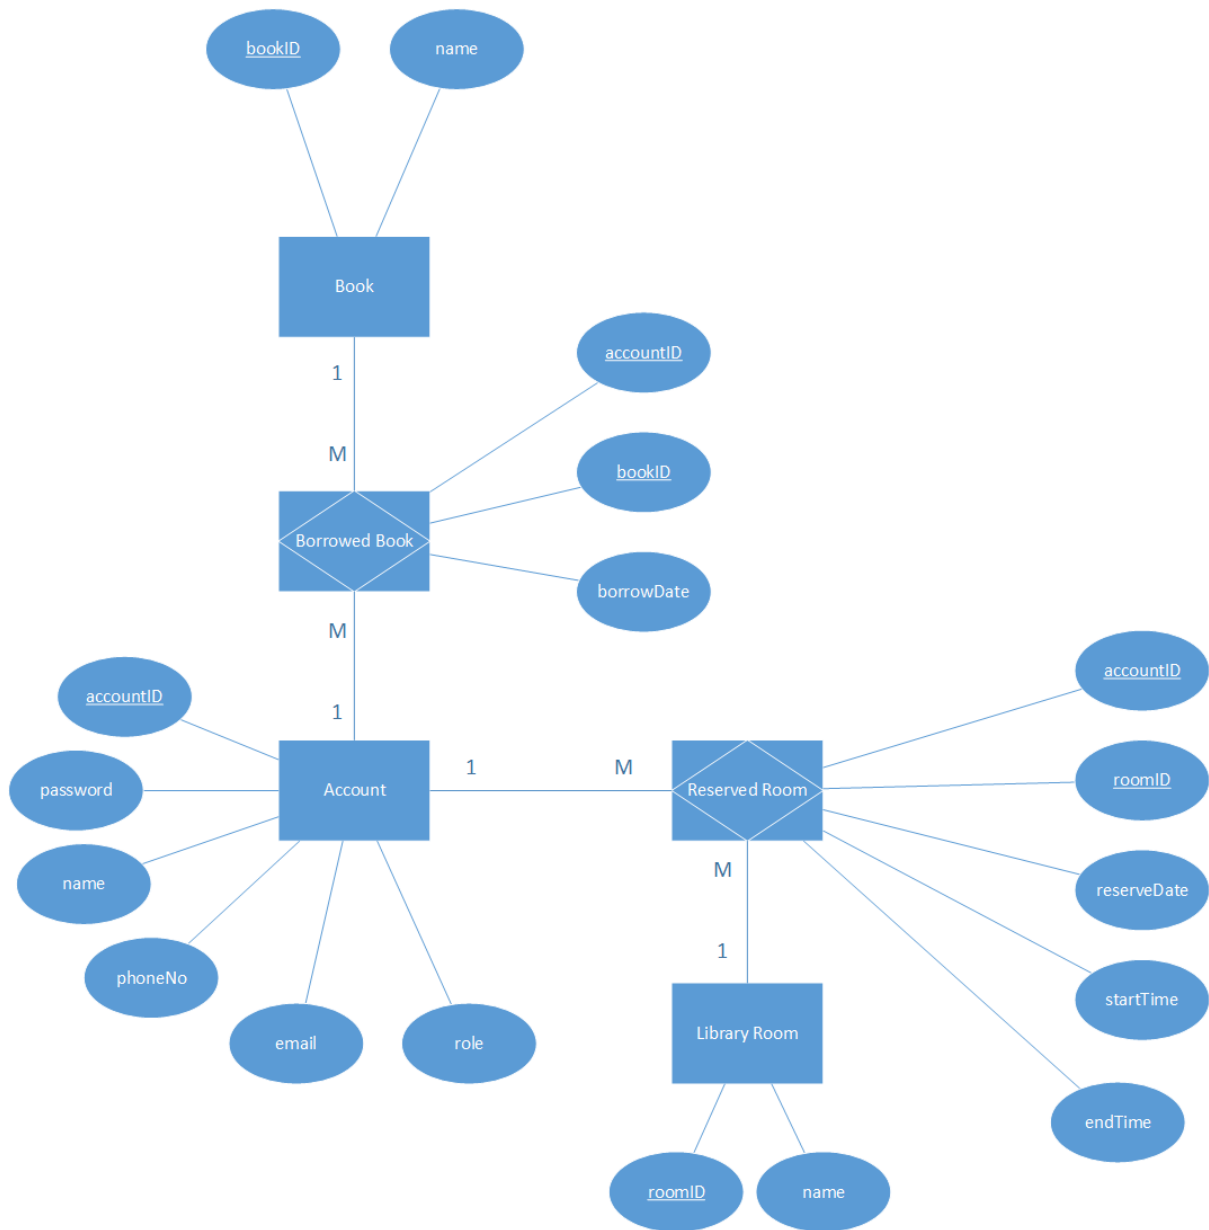 bookID
name
Book
1
accountID
M
bookID
Borrowed Book
borrowDate
M
accountID
1
accountID
password
Account
1
M
Reserved Room
roomID
name
M
reserveDate
phoneNo
1
startTime
email
role
Library Room
endTime
roomID
name